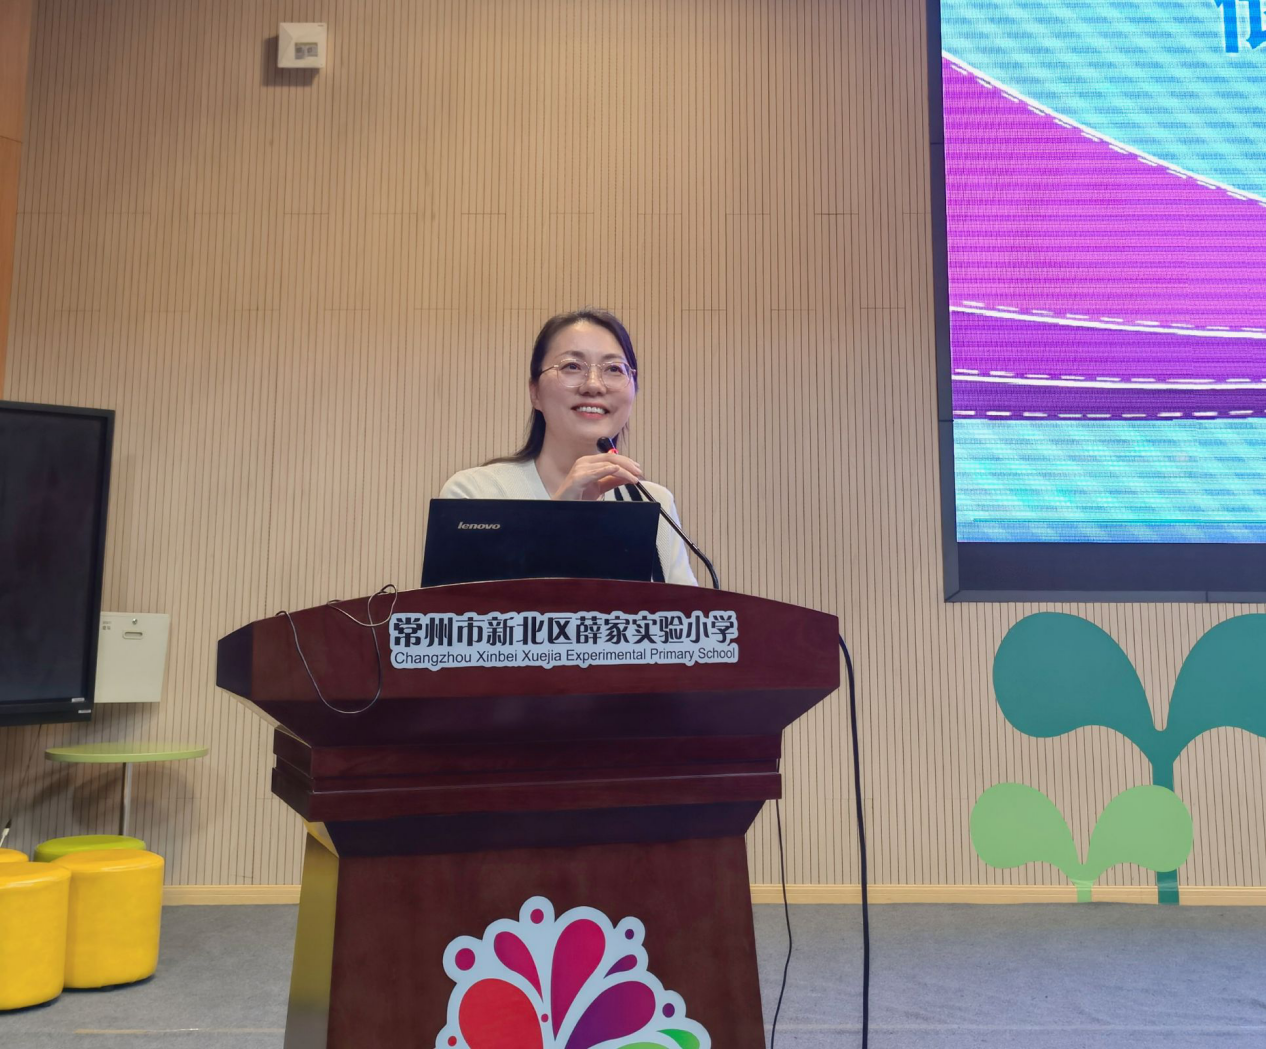 lenovo
常州市新北区薛家实验小学
Changzhou Xinbei Xuejia Experimental Primary School